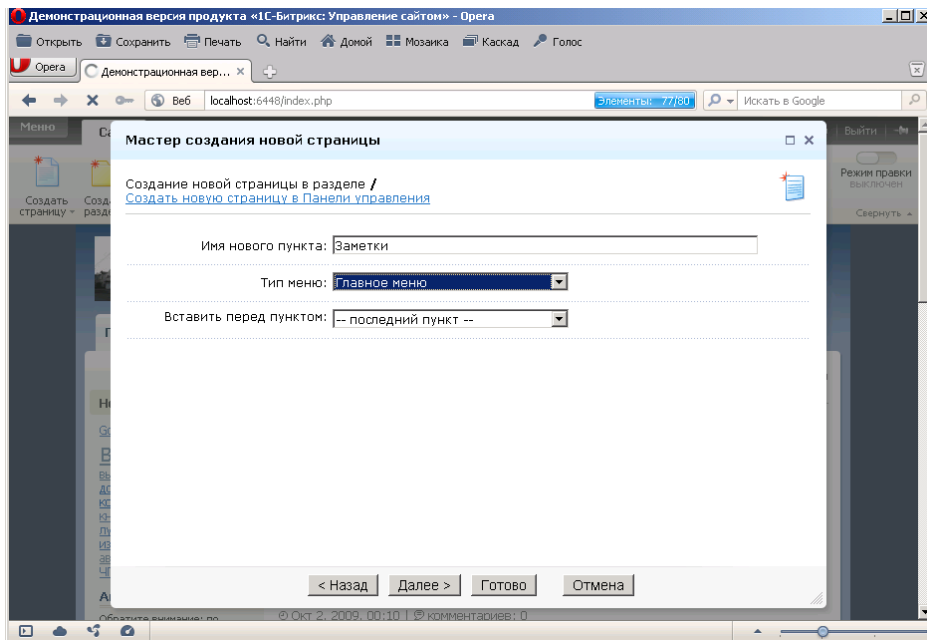 Демонстрационная версия продукта «1С-Битрикс: Управление сайтом» - Opera
Открыть Сохранить Печать Найти Домой Мозаика Каскад Голос
Opera Демонстрационная вер... ×
Веб localhost:6448/index.php Элементы: 77/80 Искать в Google
Меню Выйти
Мастер создания новой страницы
Режим правки
выключен
Создание новой страницы в разделе /
Создать новую страницу в Панели управления
Создать
страницу
Свернуть
Имя нового пункта: Заметки
Тип меню: Главное меню
Вставить перед пунктом: -- последний пункт --
< Назад Далее > Готово Отмена
Обратите внимание: по
Окт 2, 2009, 00:10 | комментариев: 0